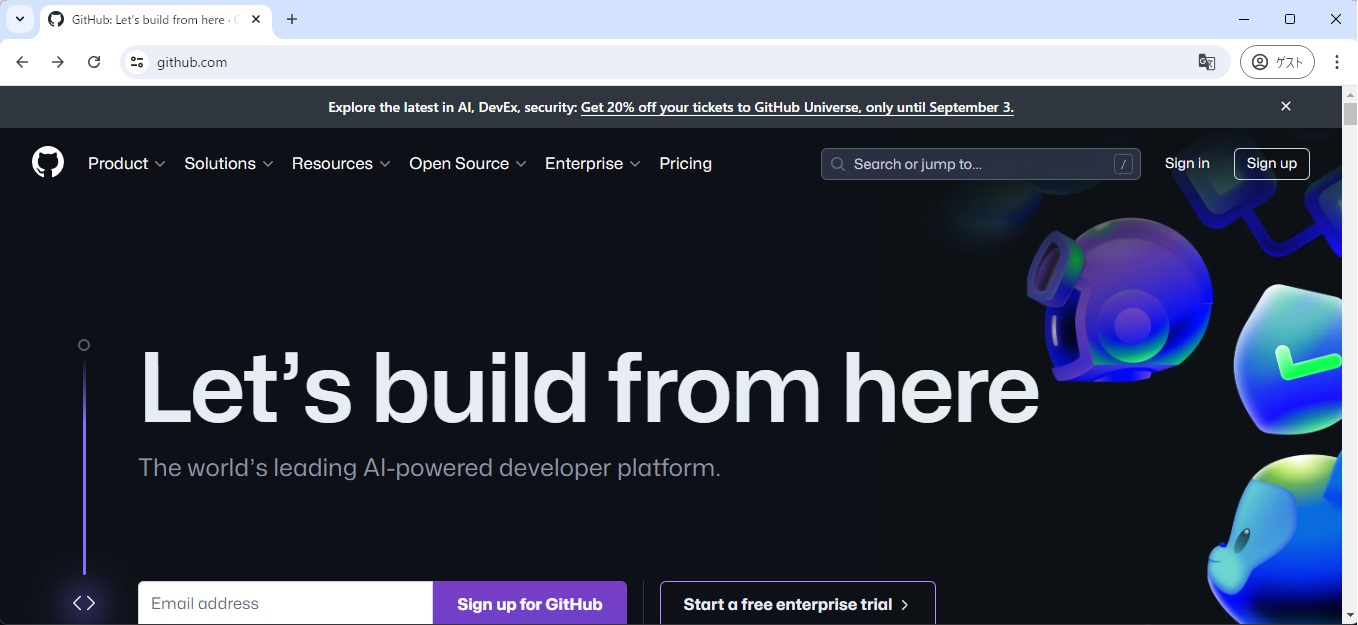 GitHub: Let's build from here ·
github.com
ゲスト
Explore the latest in AI, DevEx, security: Get 20% off your tickets to GitHub Universe, only until September 3.
Product Solutions Resources Open Source Enterprise Pricing Search or jump to... / Sign in Sign up
Let's build from here
The world's leading AI-powered developer platform.
Email address Sign up for GitHub Start a free enterprise trial